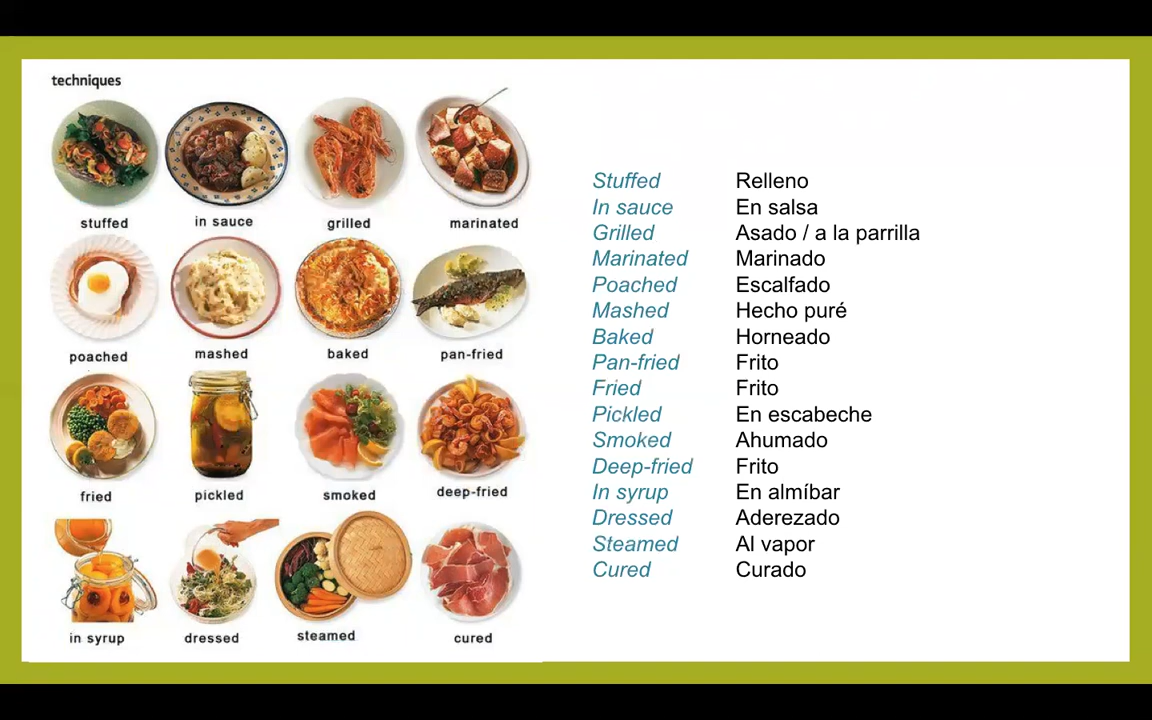 techniques
stuffed
in sauce
grilled
marinated
poached
mashed
baked
pan-fried
fried
pickled
smoked
deep-fried
in syrup
dressed
steamed
cured
Stuffed Relleno
In sauce En salsa
Grilled Asado / a la parrilla
Marinated Marinado
Poached Escalfado
Mashed Hecho puré
Baked Horneado
Pan-fried Frito
Fried Frito
Pickled En escabeche
Smoked Ahumado
Deep-fried Frito
In syrup En almíbar
Dressed Aderezado
Steamed Al vapor
Cured Curado